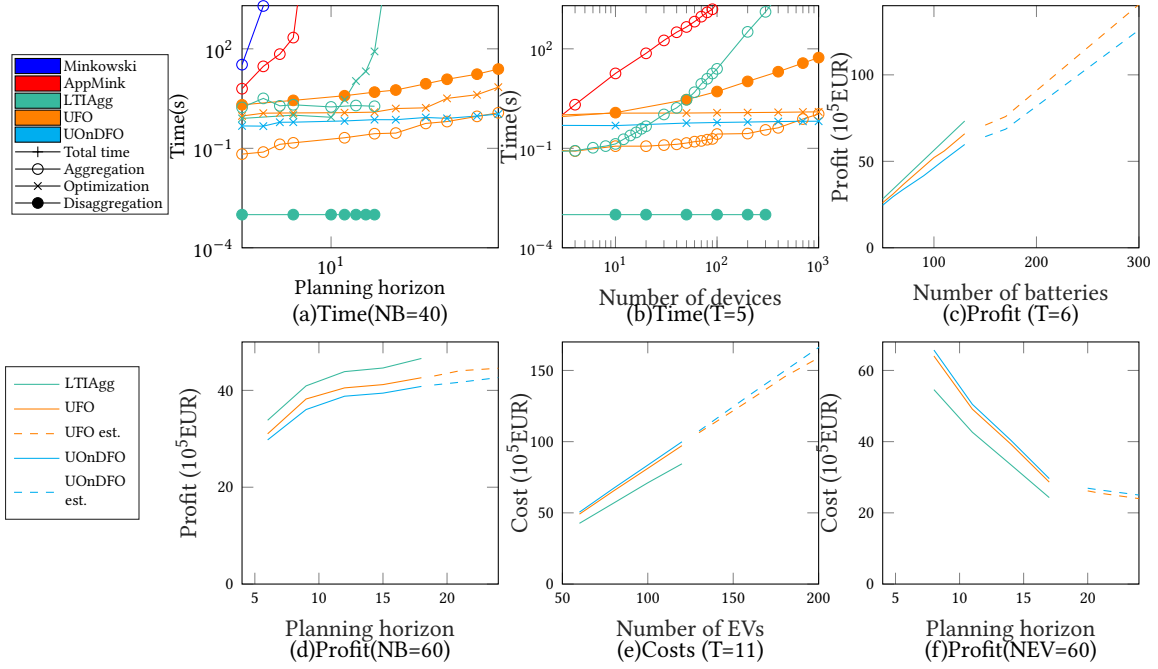 Minkowski
AppMink
LTIAgg
UFO
UOnDFO
Total time
Aggregation
Optimization
Disaggregation
Time(s)
10^2
10^-1
10^-4
10^1
Planning horizon
(a)Time(NB=40)
Time(s)
10^2
10^-1
10^-4
10^1 10^2 10^3
Number of devices
(b)Time(T=5)
Profit (10^5EUR)
100
50
0
100 200 300
Number of batteries
(c)Profit (T=6)
LTIAgg
UFO
UFO est.
UOnDFO
UOnDFO
est.
Profit (10^5EUR)
40
20
0
5 10 15 20
Planning horizon
(d)Profit(NB=60)
Cost (10^5EUR)
150
100
50
0
50 100 150 200
Number of EVs
(e)Costs (T=11)
Cost (10^5EUR)
60
40
20
0
5 10 15 20
Planning horizon
(f)Profit(NEV=60)